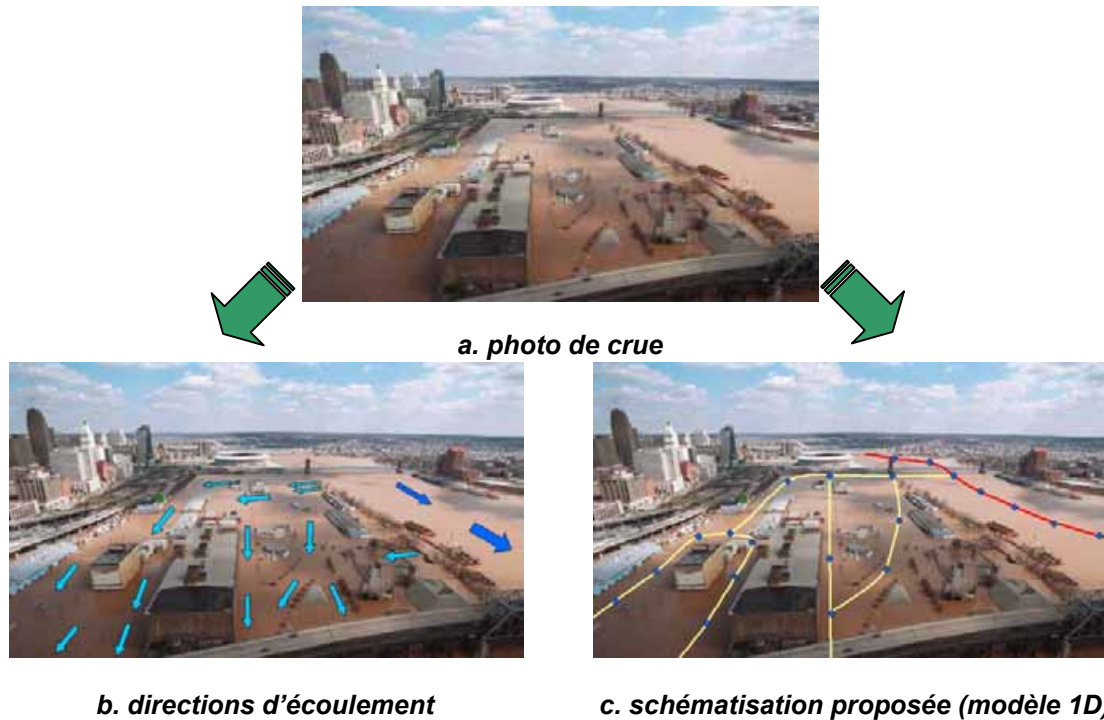 a. photo de crue
b. directions d'écoulement
c. schématisation proposée (modèle 1D)